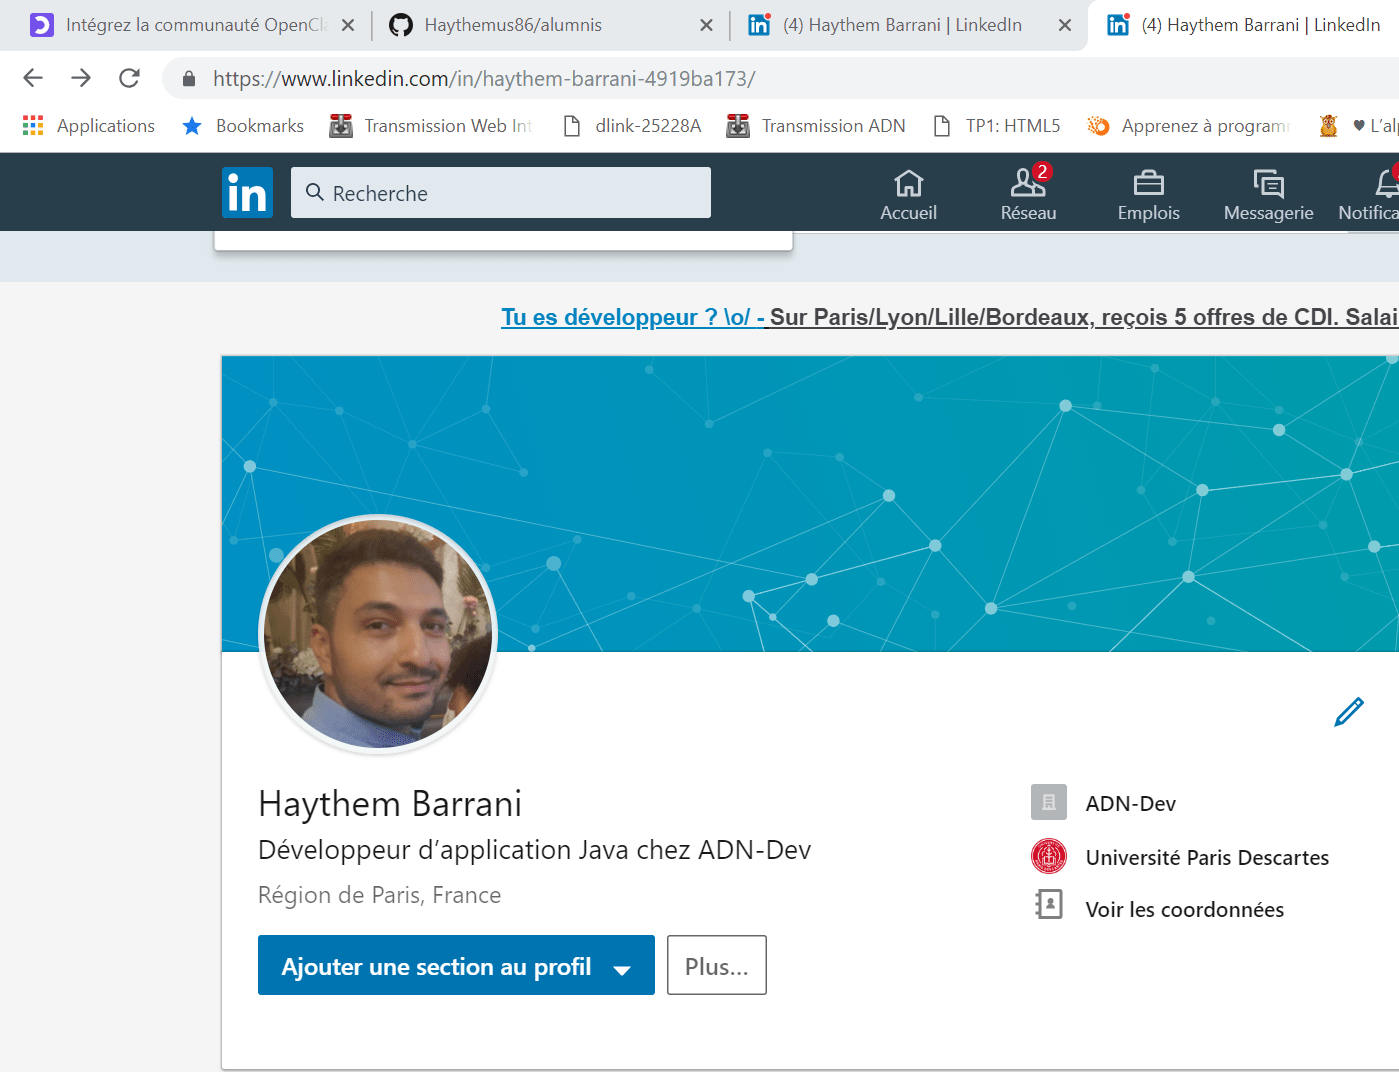 Intégrez la communauté OpenCla
Haythemus86/alumnis
(4) Haythem Barrani | LinkedIn
(4) Haythem Barrani | LinkedIn
https://www.linkedin.com/in/haythem-barrani-4919ba173/
Applications
Bookmarks
Transmission Web Int
dlink-25228A
Transmission ADN
TP1: HTML5
Apprenez à programm
♥ L'alp
in
Recherche
Accueil
2
Réseau
Emplois
Messagerie
Notifica
Tu es développeur ? \o/ - Sur Paris/Lyon/Lille/Bordeaux, reçois 5 offres de CDI. Salai
Haythem Barrani
Développeur d'application Java chez ADN-Dev
Région de Paris, France
Ajouter une section au profil
Plus...
ADN-Dev
Université Paris Descartes
Voir les coordonnées